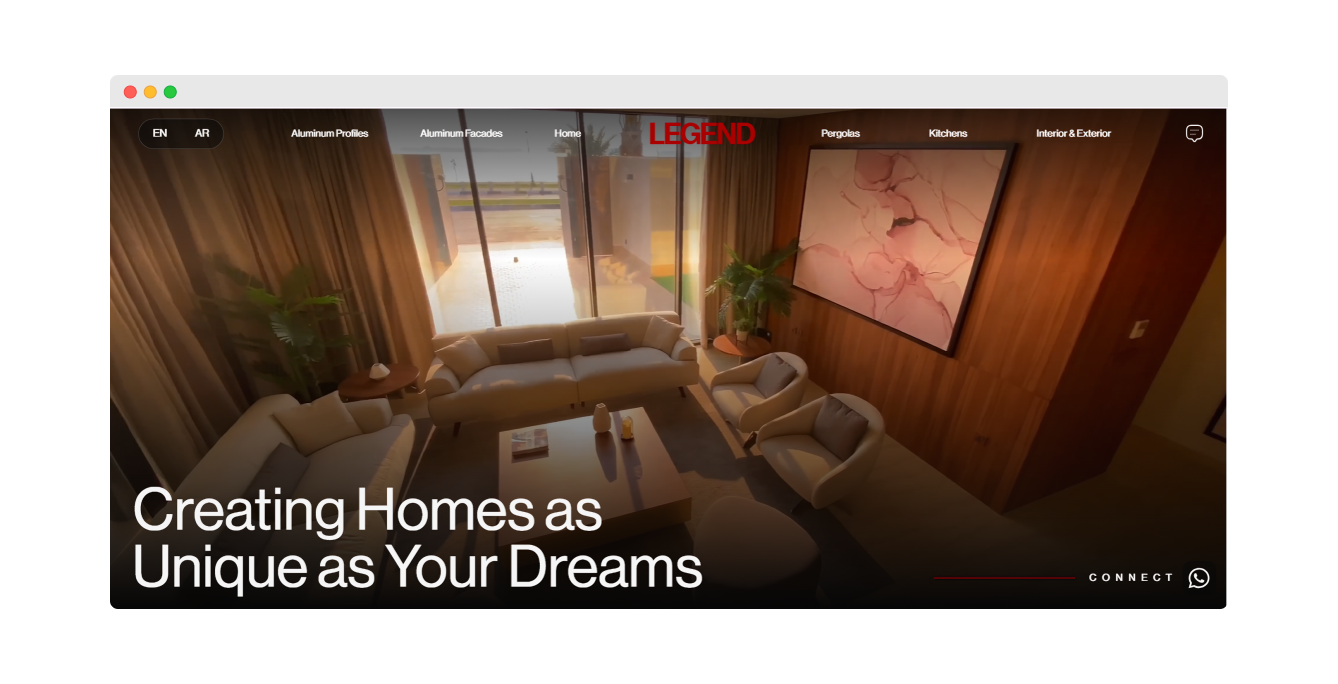 EN AR Aluminum Profiles Aluminum Facades Home LEGEND Pergolas Kitchens Interior & Exterior
Creating Homes as
Unique as Your Dreams
CONNECT